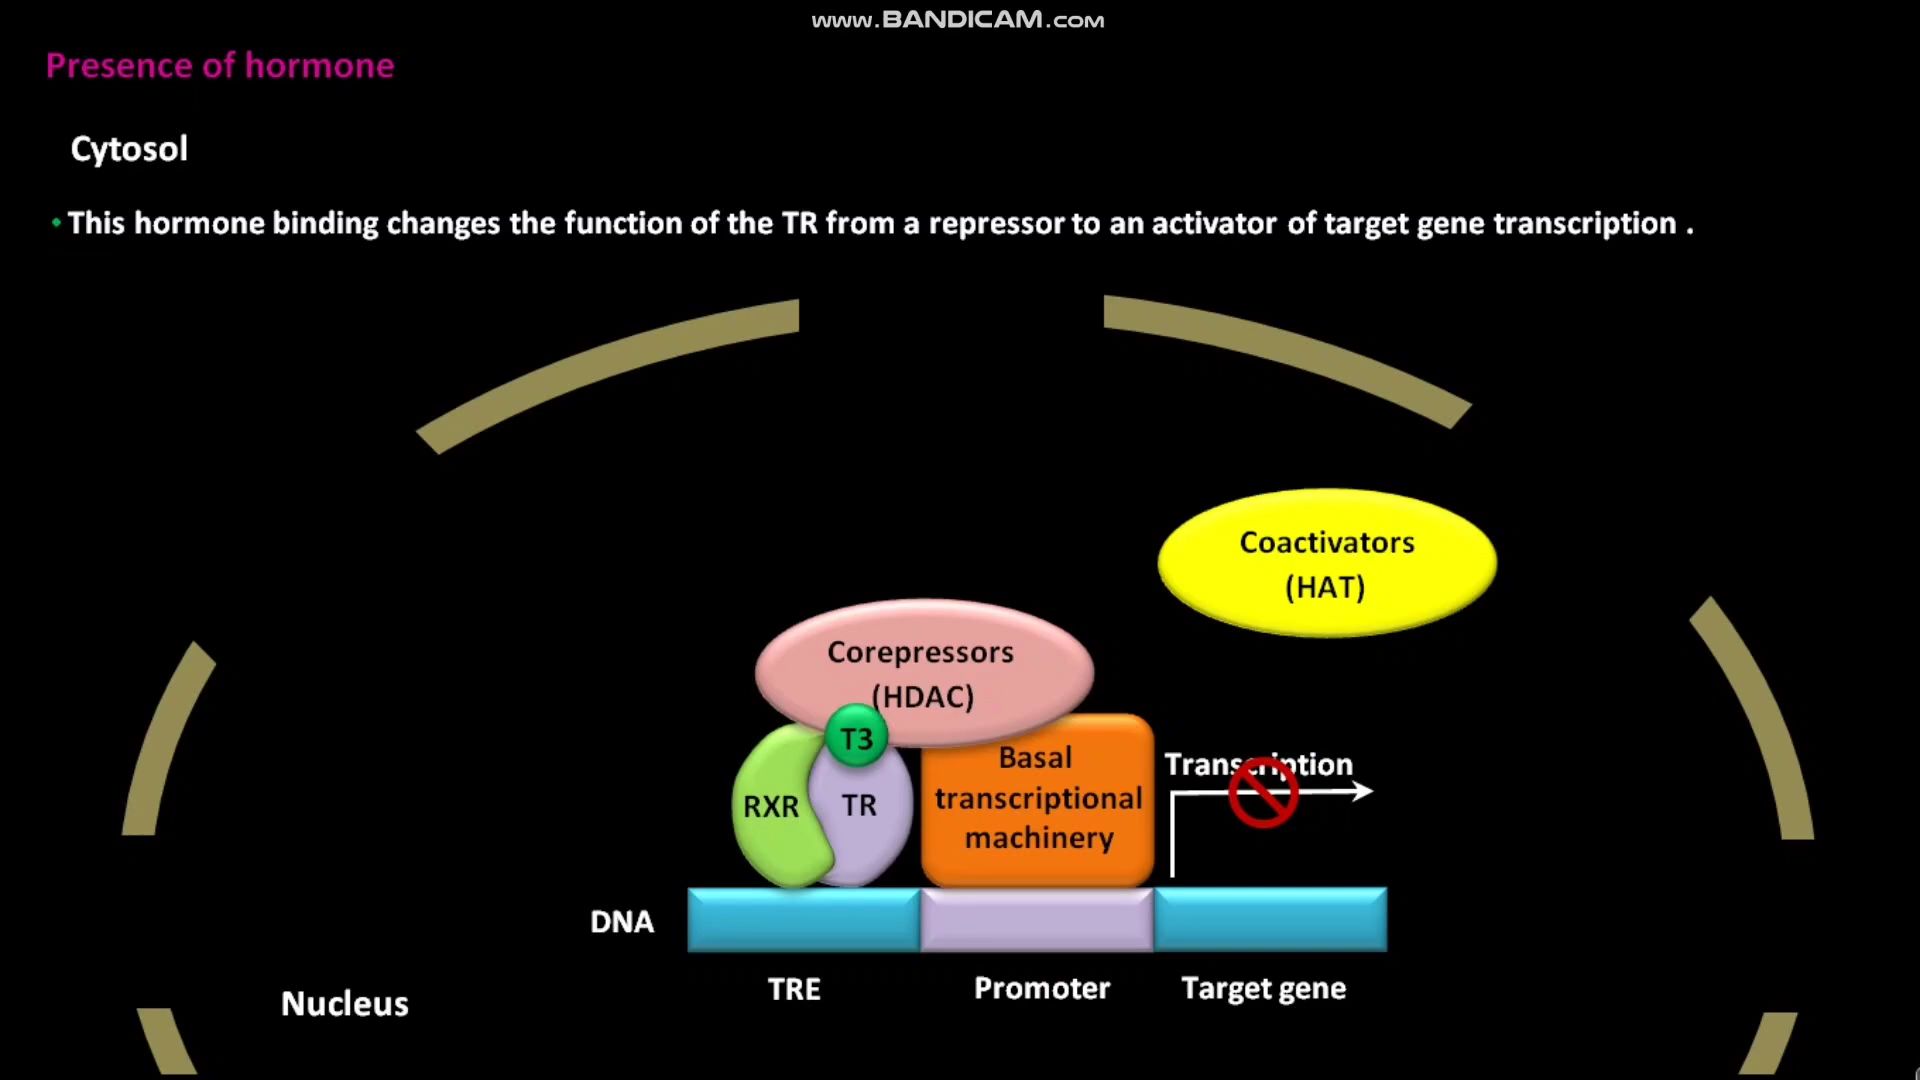 www.BANDICAM.com
Presence of hormone
Cytosol
• This hormone binding changes the function of the TR from a repressor to an activator of target gene transcription .
Coactivators
(HAT)
Corepressors
(HDAC)
T3
RXR
TR
Basal
transcriptional
machinery
Transcription
DNA
TRE
Promoter
Target gene
Nucleus